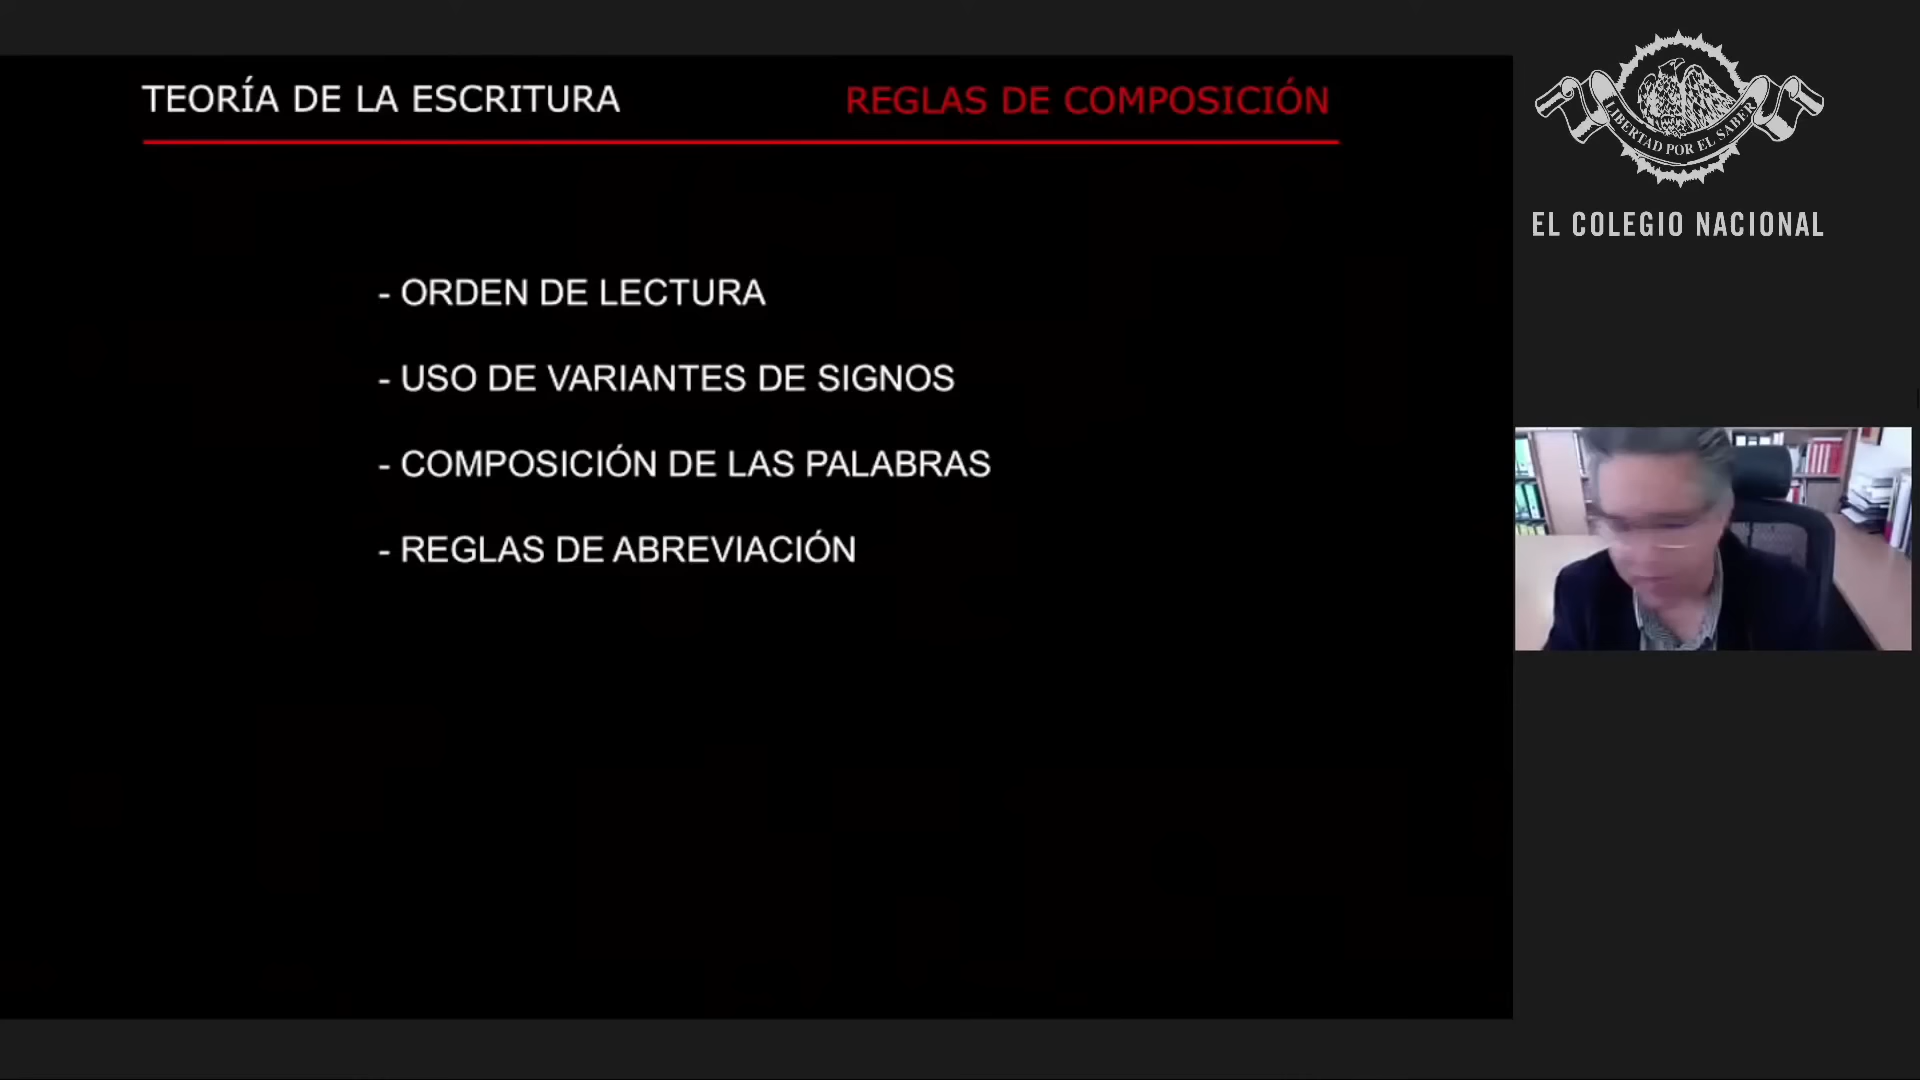 TEORÍA DE LA ESCRITURA
REGLAS DE COMPOSICIÓN
- ORDEN DE LECTURA
- USO DE VARIANTES DE SIGNOS
- COMPOSICIÓN DE LAS PALABRAS
- REGLAS DE ABREVIACIÓN
LIBERTAD POR EL SABER
EL COLEGIO NACIONAL